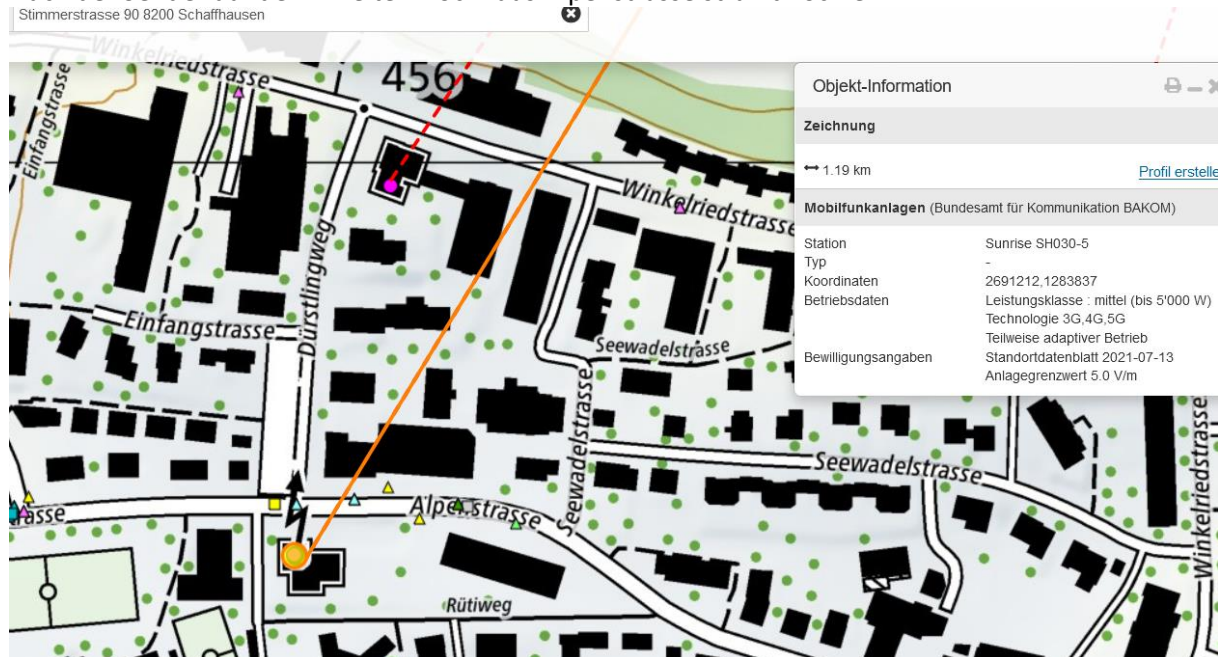 Stimmerstrasse 90 8200 Schaffhausen
Winkelriedstrasse
456
Einfangstrasse
Objekt-Information
Zeichnung
1.19 km
Profil erstelle
Mobilfunkanlagen (Bundesamt für Kommunikation BAKOM)
Station Sunrise SH030-5
Typ -
Koordinaten 2691212,1283837
Betriebsdaten Leistungsklasse : mittel (bis 5'000 W)
Technologie 3G,4G,5G
Teilweise adaptiver Betrieb
Bewilligungsangaben Standortdatenblatt 2021-07-13
Anlagegrenzwert 5.0 V/m
Winkelriedstrasse
Dürstlingweg
Einfangstrasse
Seewadelstrasse
Seewadelstrasse
Seewadelstrasse
Winkelriedstrasse
rasse
Alpenstrasse
Rütiweg